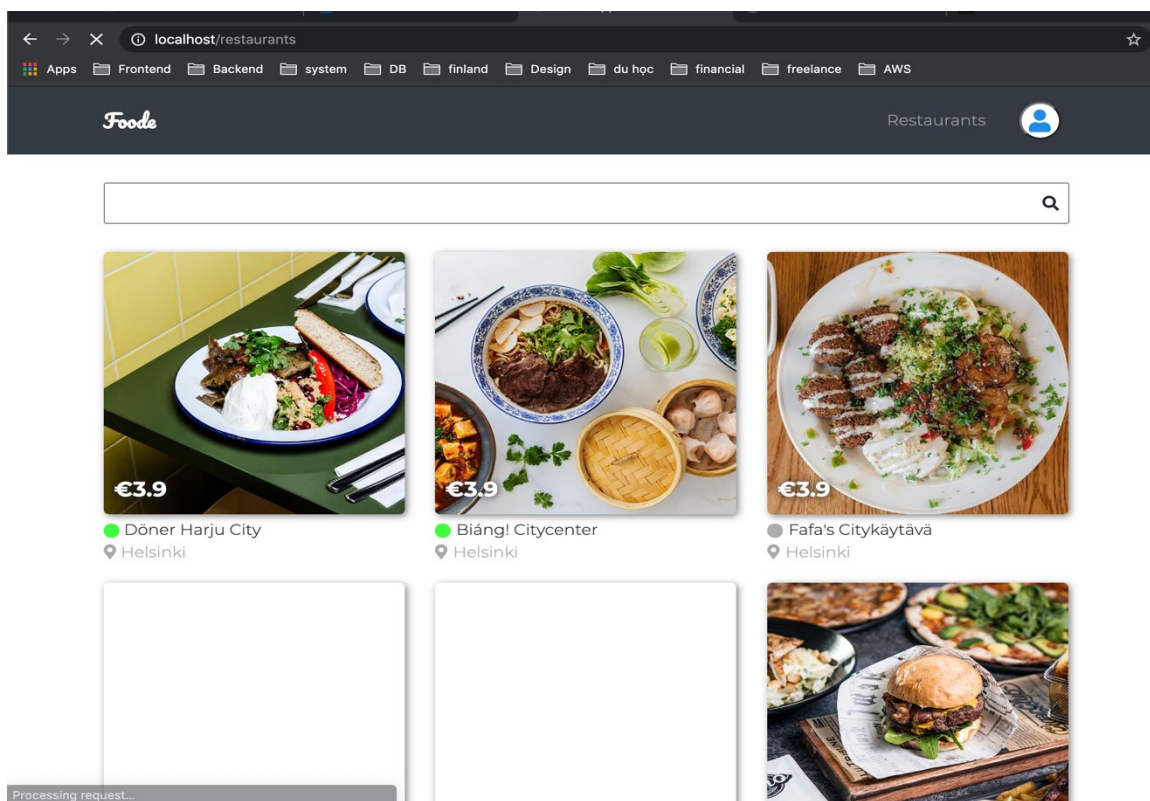 localhost/restaurants
Apps Frontend Backend system DB finland Design du học financial freelance AWS
Foode
Restaurants
€3.9
€3.9
€3.9
Döner Harju City
Biáng! Citycenter
Fafa's Citykäytävä
Helsinki
Helsinki
Helsinki
Processing request...